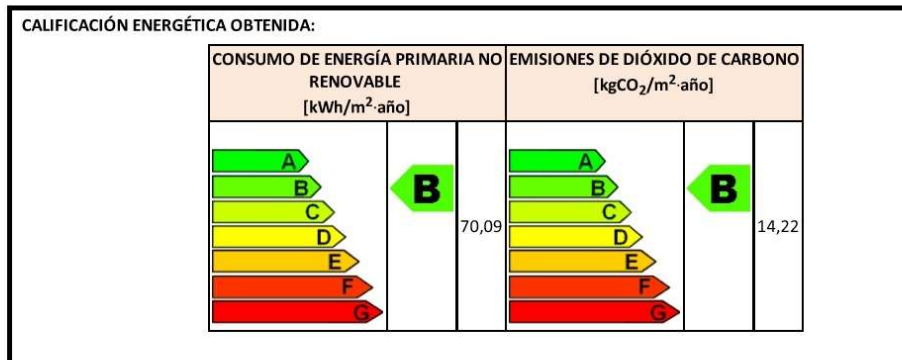 CALIFICACIÓN ENERGÉTICA OBTENIDA:
CONSUMO DE ENERGÍA PRIMARIA NO
RENOVABLE
[kWh/m²·año]
EMISIONES DE DIÓXIDO DE CARBONO
[kgCO₂/m²·año]
A
B
C
D
E
F
G
B
70,09
A
B
C
D
E
F
G
B
14,22